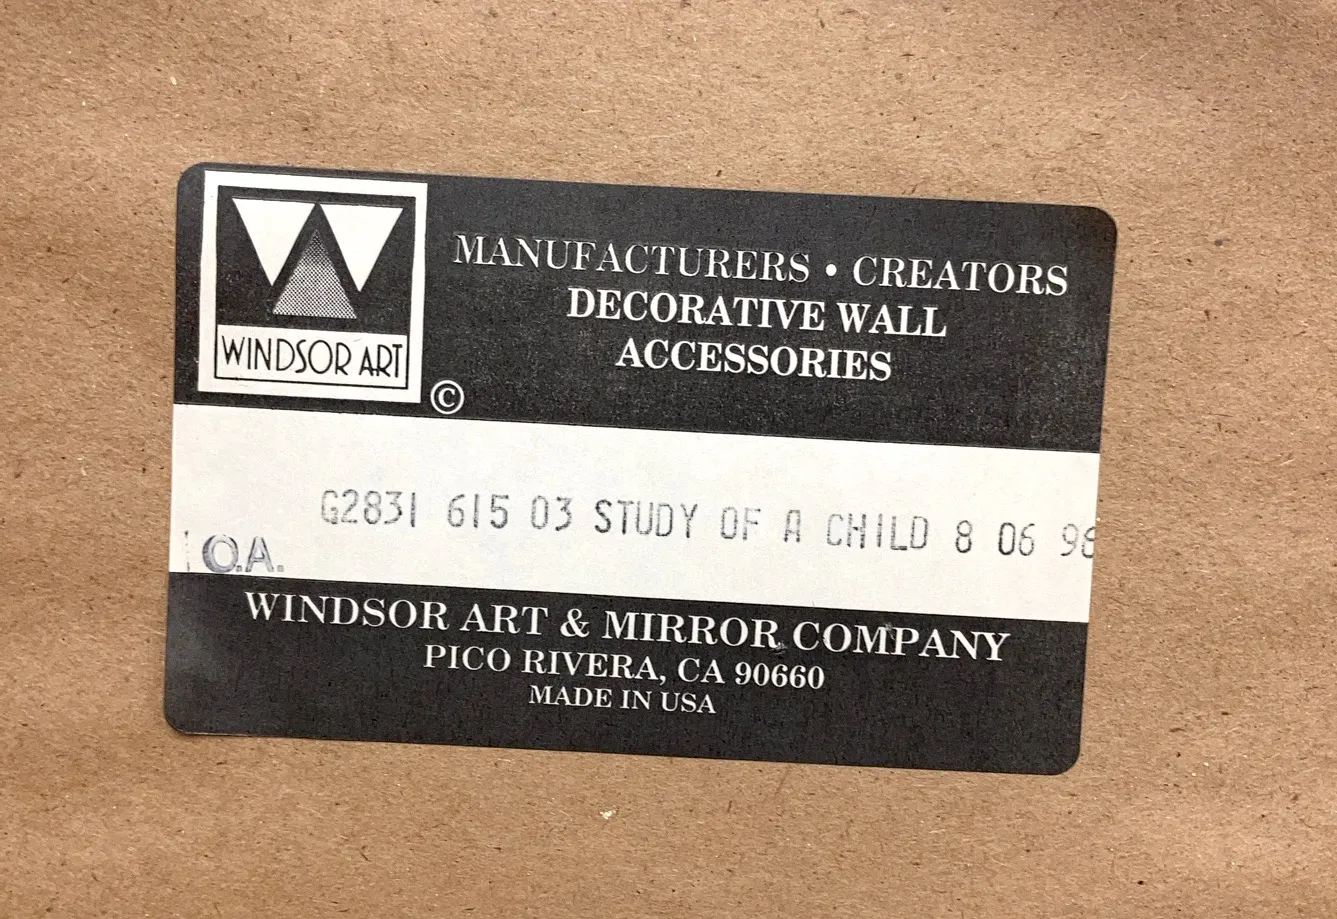 WINDSOR ART
©
MANUFACTURERS • CREATORS
DECORATIVE WALL
ACCESSORIES
G2831 615 03 STUDY OF A CHILD 8 06
Q.A.
WINDSOR ART & MIRROR COMPANY
PICO RIVERA, CA 90660
MADE IN USA